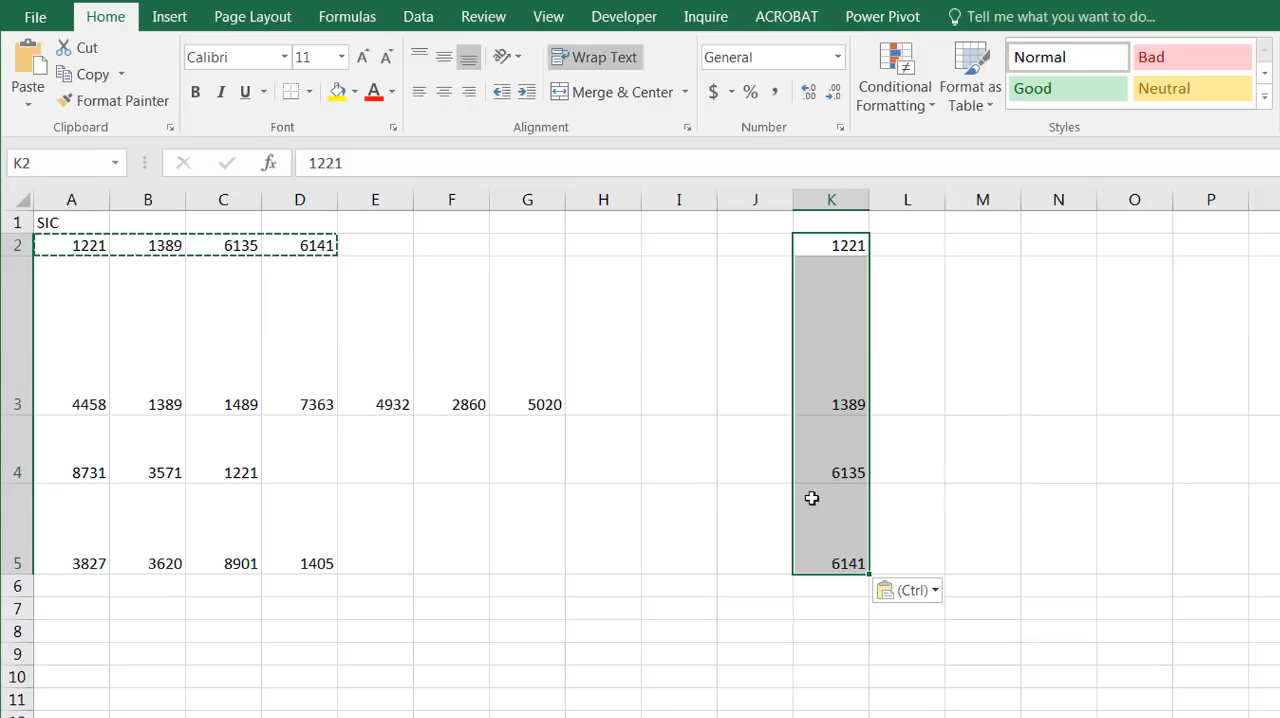 File Home Insert Page Layout Formulas Data Review View Developer Inquire ACROBAT Power Pivot Tell me what you want to do...
Paste
Cut
Copy
Format Painter
Clipboard
Calibri 11
B I U
Font
Wrap Text
Merge & Center
Alignment
General
$ % ,
Number
Conditional Formatting
Format as Table
Normal Bad
Good Neutral
Styles
K2 fx 1221
A B C D E F G H I J K L M N O P
1 SIC
2 1221 1389 6135 6141 1221
3 4458 1389 1489 7363 4932 2860 5020 1389
4 8731 3571 1221 6135
5 3827 3620 8901 1405 6141
6 (Ctrl)
7
8
9
10
11